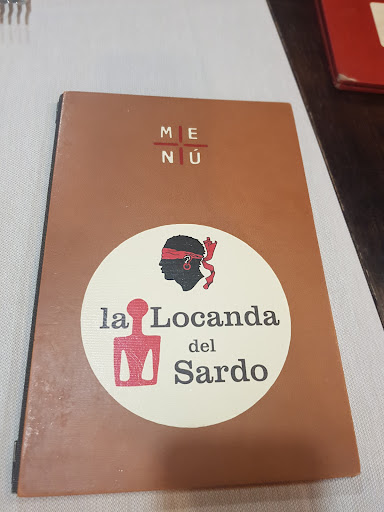 ME
NÚ
la Locanda
del
Sardo